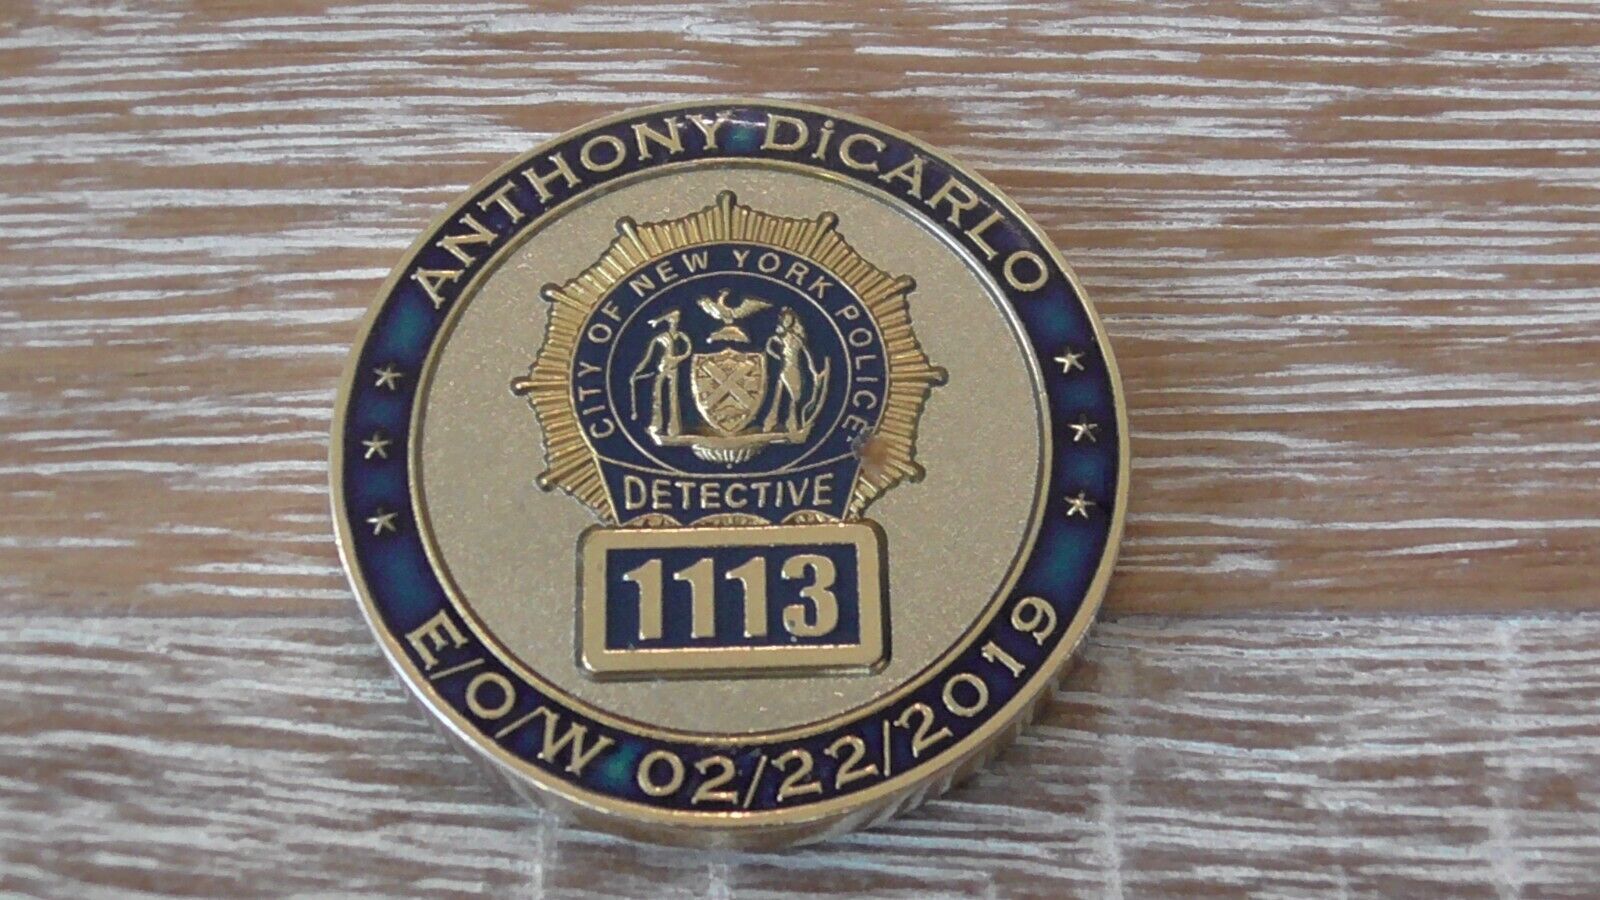 ANTHONY DiCARLO
CITY OF NEW YORK POLICE
DETECTIVE
1113
E/O/W 02/22/2019